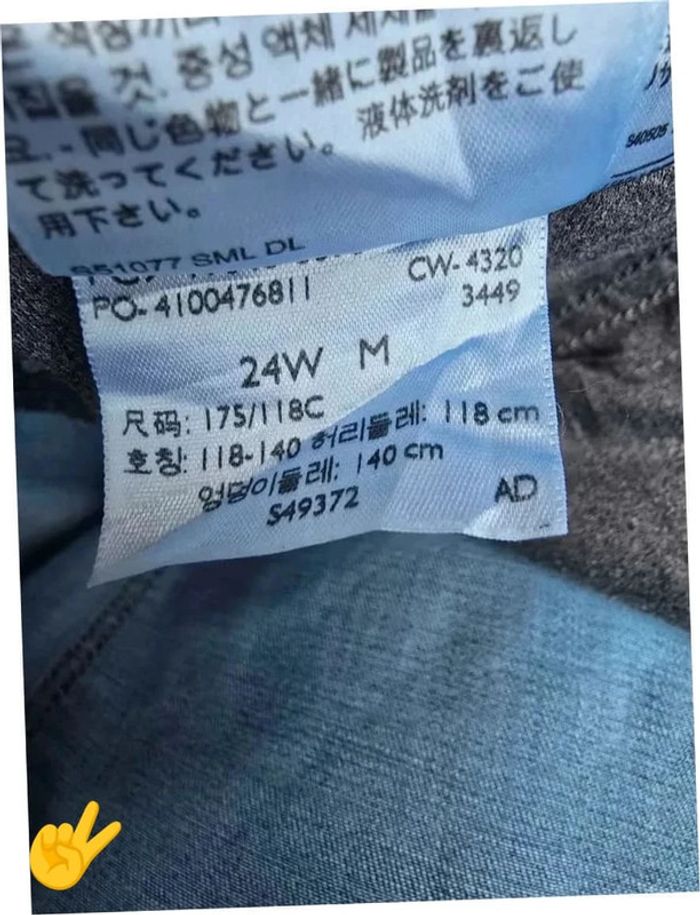 것. 중성 액체 세제를
요. - 同じ色物と一緒に製品を裏返し
て洗ってください。 液体洗剤をご使
用下さい。
S40505
S51077 SML DL
PO- 4100476811
CW- 4320
3449
24W M
尺码: 175/118C
호칭: 118-140 허리둘레: 118 cm
엉덩이둘레: 140 cm
S49372
AD